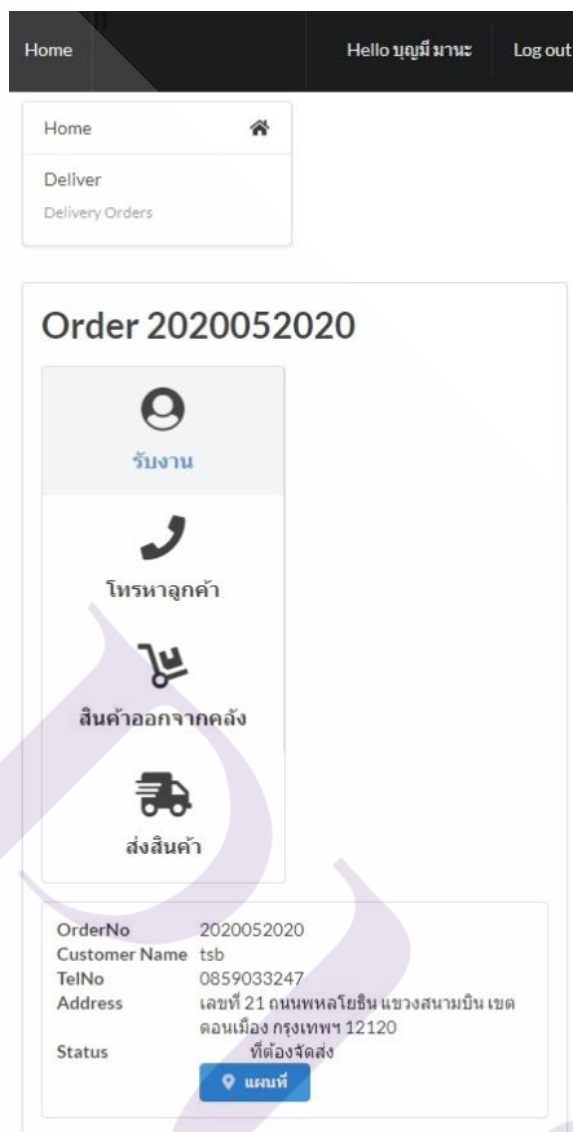 Home Hello บุญมี มานะ Log out
Home
Deliver
Delivery Orders
Order 2020052020
รับงาน
โทรหาลูกค้า
สินค้าออกจากคลัง
ส่งสินค้า
OrderNo 2020052020
Customer Name tsb
TelNo 0859033247
Address เลขที่ 21 ถนนพหลโยธิน แขวงสนามบิน เขต
ดอนเมือง กรุงเทพฯ 12120
Status ที่ต้องจัดส่ง
แผนที่